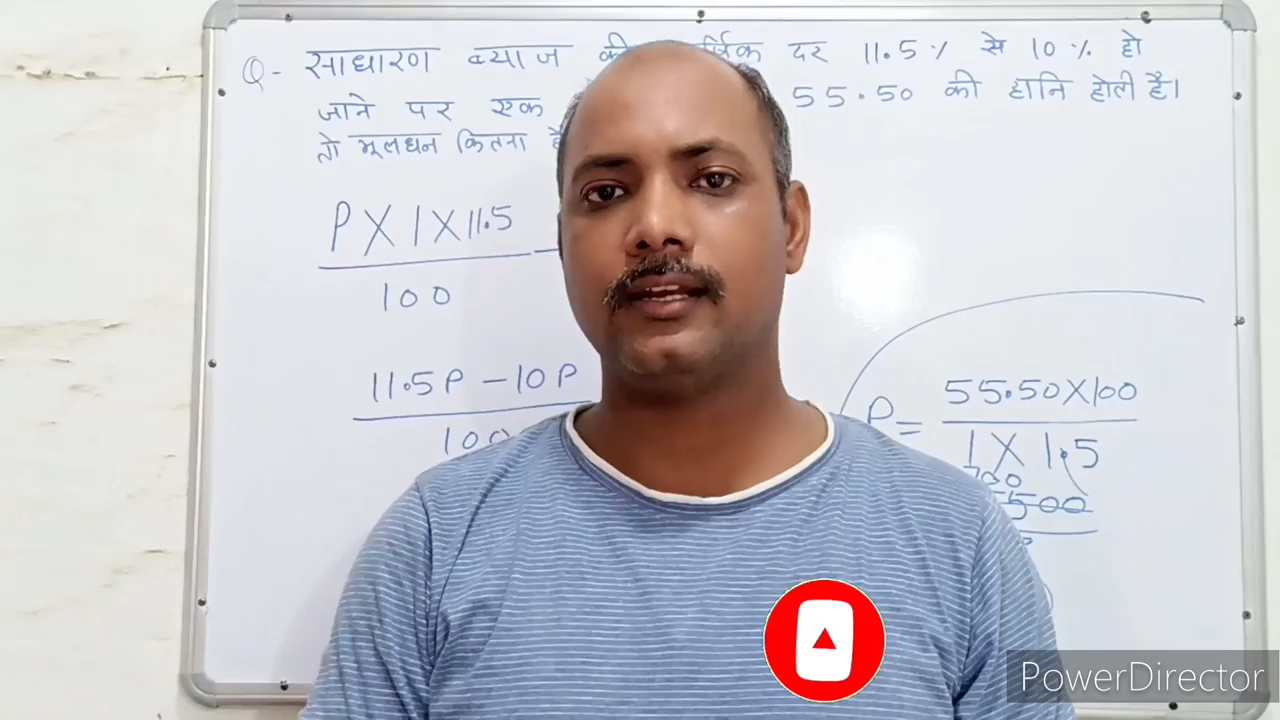 Q- साधारण ब्याज की दर 11.5% से 10% हो
जाने पर एक 55.50 की हानि होती है।
तो मूलधन कितना
P X 1 X 11.5
100
11.5P - 10P
100
P = 55.50X100
1 X 1.5
PowerDirector